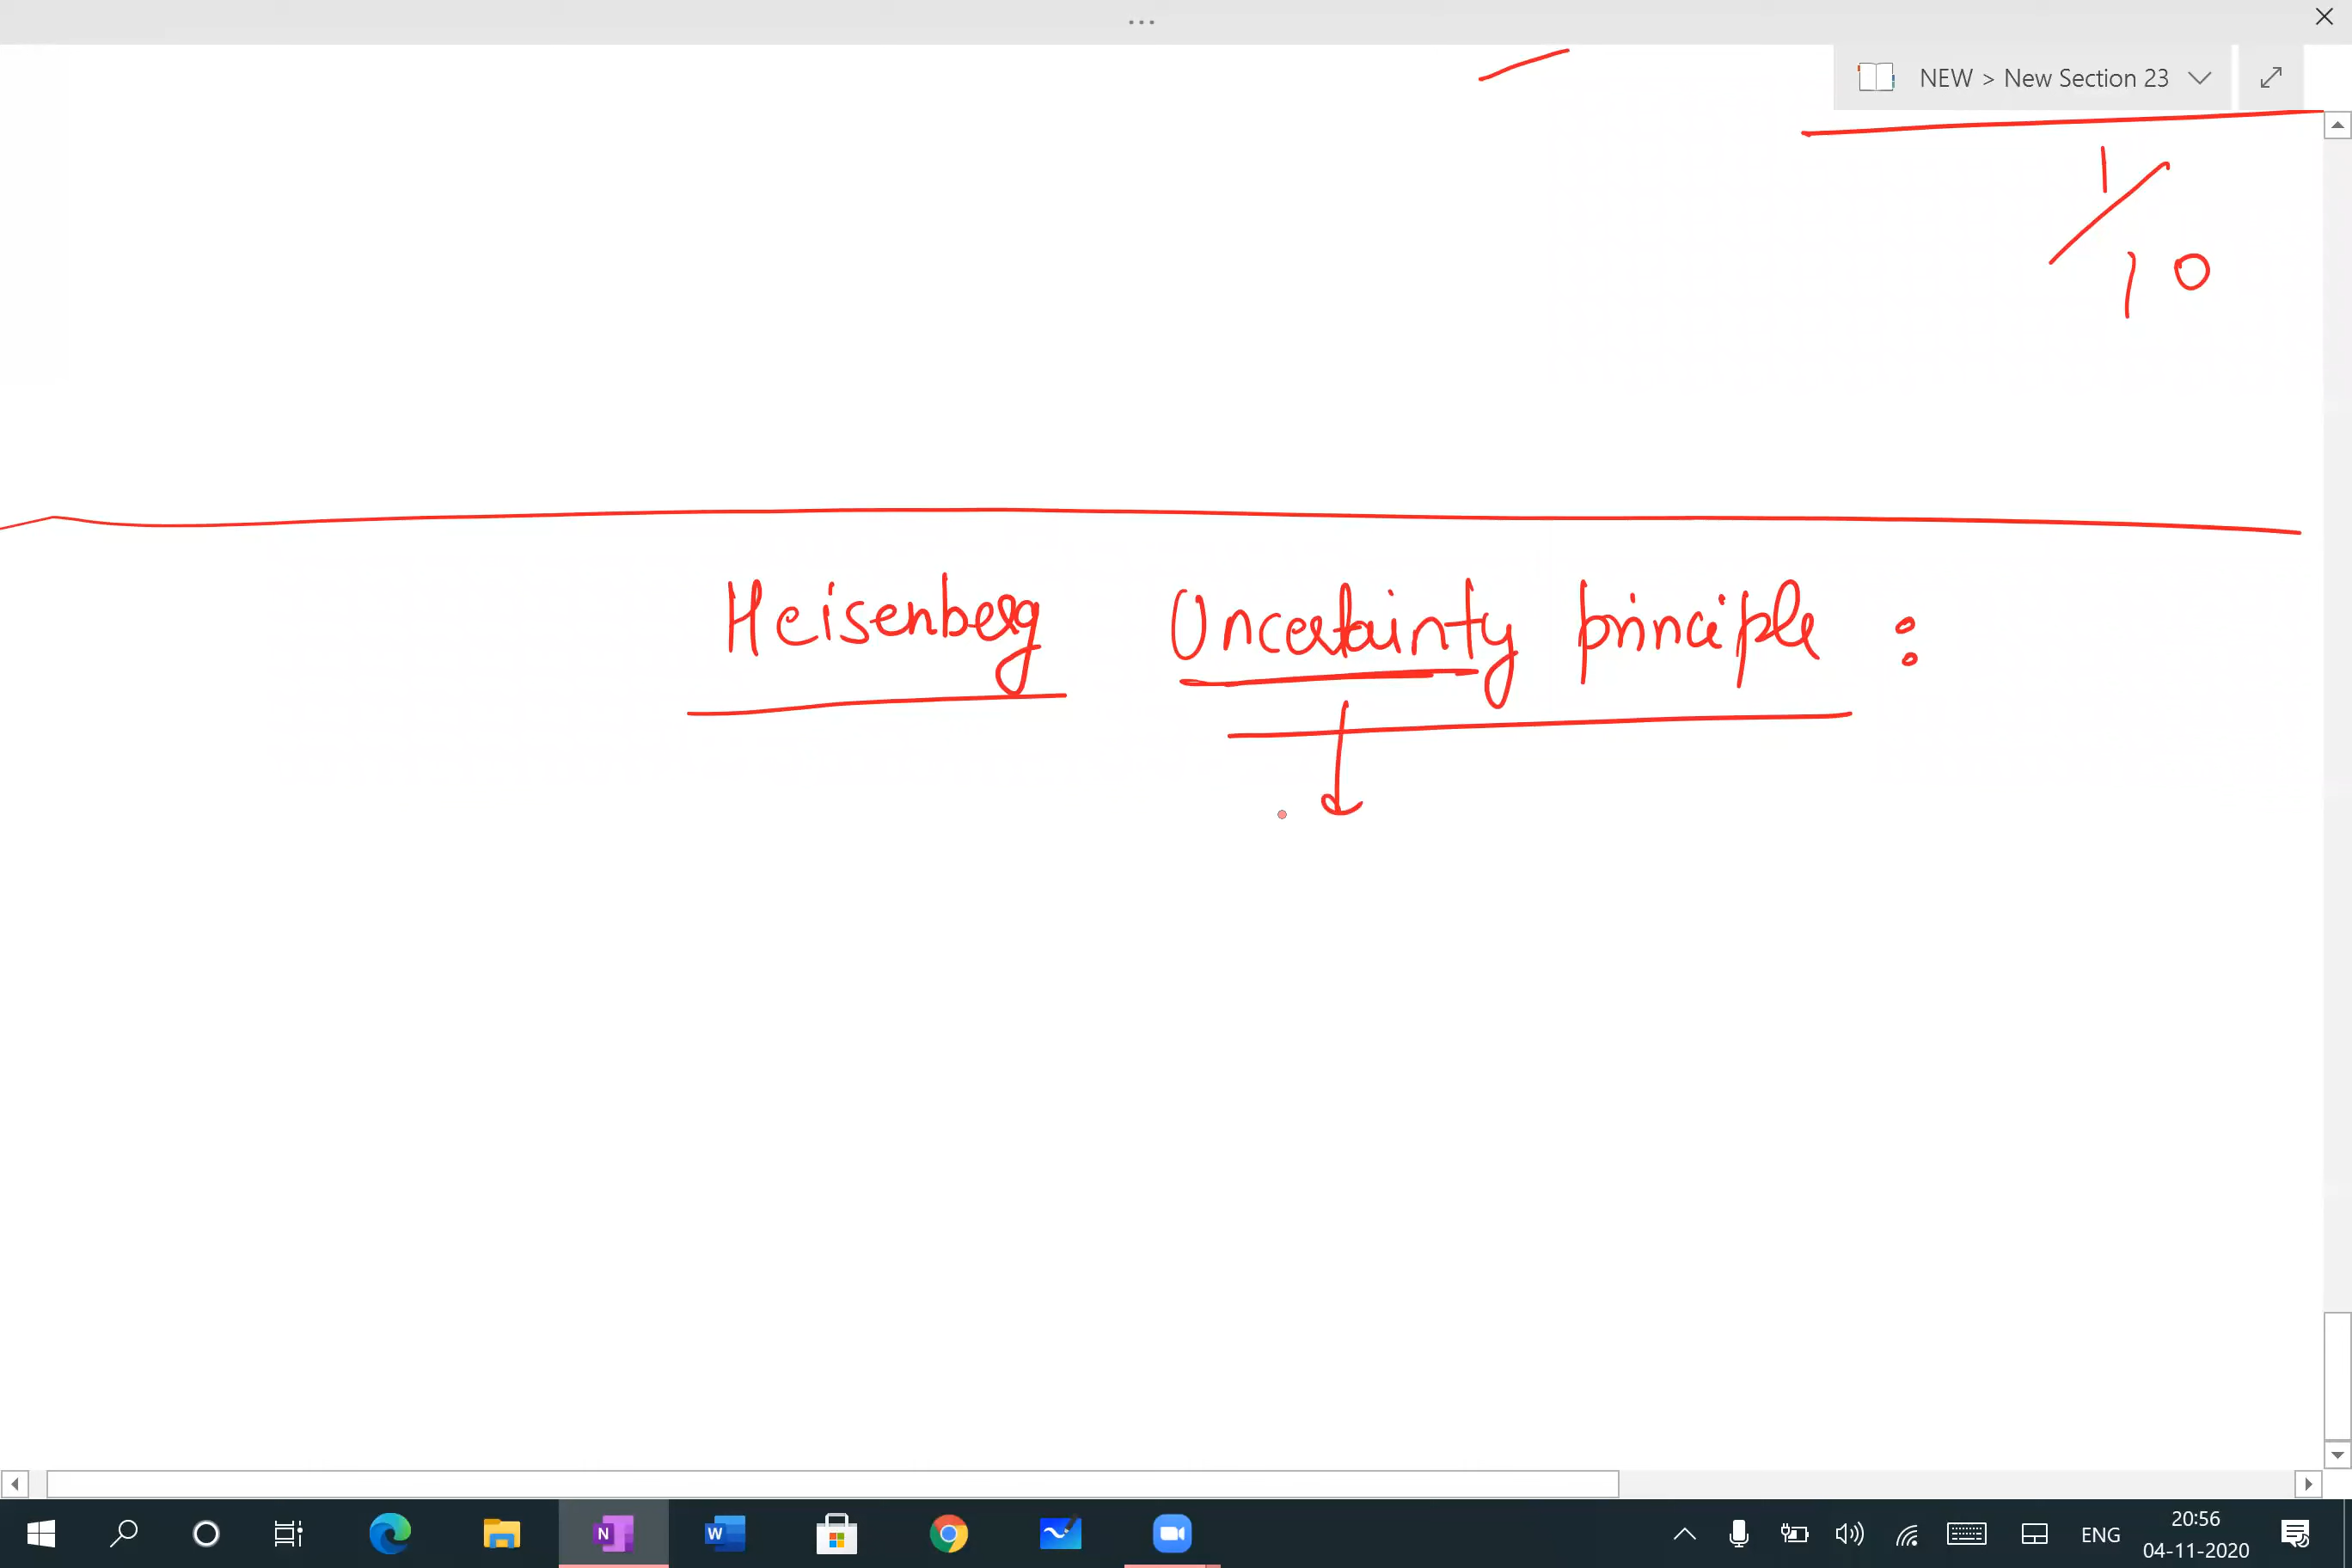 NEW > New Section 23
1/10
Heisenberg Uncertainty principle :
ENG
20:56
04-11-2020